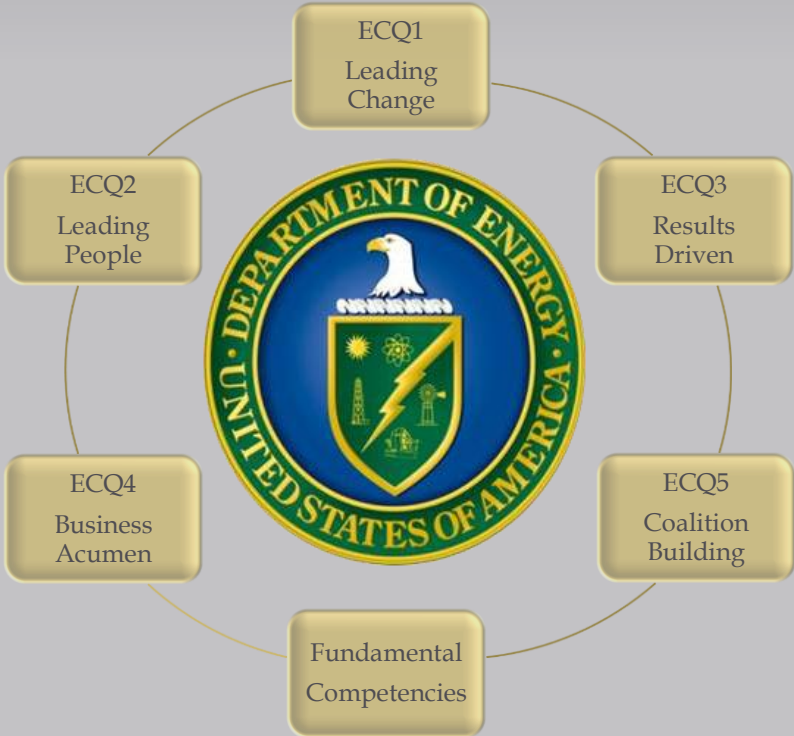 ECQ1
Leading
Change
ECQ2
Leading
People
ECQ3
Results
Driven
DEPARTMENT OF ENERGY
UNITED STATES OF AMERICA
ECQ4
Business
Acumen
ECQ5
Coalition
Building
Fundamental
Competencies